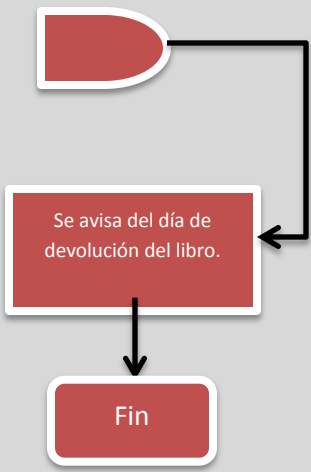 Se avisa del día de
devolución del libro.
Fin